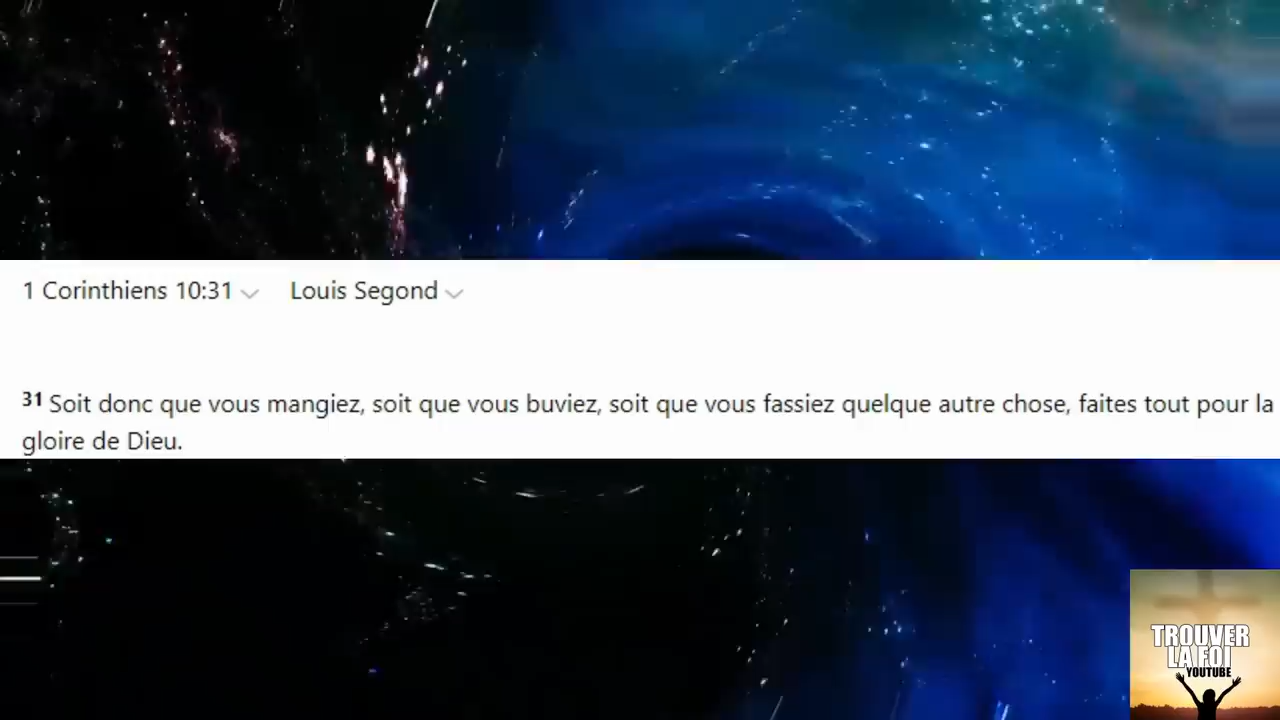 1 Corinthiens 10:31 Louis Segond
31 Soit donc que vous mangiez, soit que vous buviez, soit que vous fassiez quelque autre chose, faites tout pour la
gloire de Dieu.
TROUVER
LA FOI
YOUTUBE